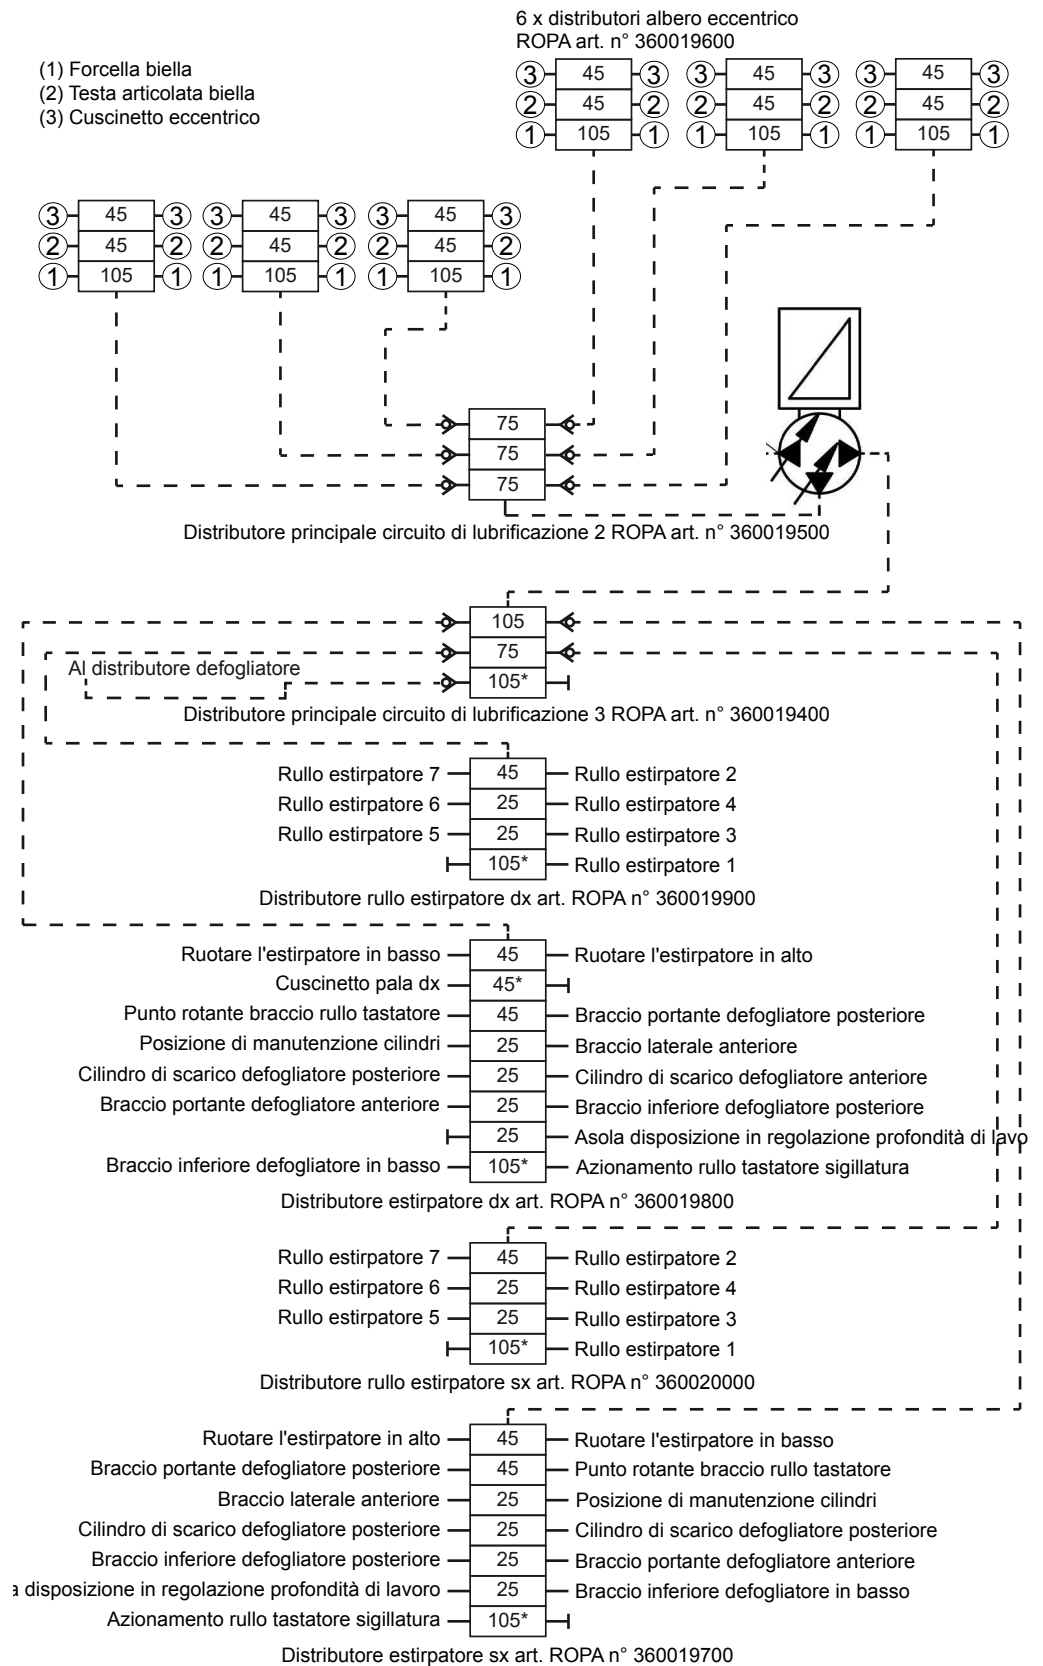 6 x distributori albero eccentrico
ROPA art. n° 360019600
(1) Forcella biella
(2) Testa articolata biella
(3) Cuscinetto eccentrico
3 45 3 3 45 3 3 45 3
2 45 2 2 45 2 2 45 2
1 105 1 1 105 1 1 105 1
3 45 3 3 45 3 3 45 3
2 45 2 2 45 2 2 45 2
1 105 1 1 105 1 1 105 1
75
75
75
Distributore principale circuito di lubrificazione 2 ROPA art. n° 360019500
105
75
Al distributore defogliatore
105*
Distributore principale circuito di lubrificazione 3 ROPA art. n° 360019400
Rullo estirpatore 7 45 Rullo estirpatore 2
Rullo estirpatore 6 25 Rullo estirpatore 4
Rullo estirpatore 5 25 Rullo estirpatore 3
105* Rullo estirpatore 1
Distributore rullo estirpatore dx art. ROPA n° 360019900
Ruotare l'estirpatore in basso 45 Ruotare l'estirpatore in alto
Cuscinetto pala dx 45*
Punto rotante braccio rullo tastatore 45 Braccio portante defogliatore posteriore
Posizione di manutenzione cilindri 25 Braccio laterale anteriore
Cilindro di scarico defogliatore posteriore 25 Cilindro di scarico defogliatore anteriore
Braccio portante defogliatore anteriore 25 Braccio inferiore defogliatore posteriore
25 Asola disposizione in regolazione profondità di lavo
Braccio inferiore defogliatore in basso 105* Azionamento rullo tastatore sigillatura
Distributore estirpatore dx art. ROPA n° 360019800
Rullo estirpatore 7 45 Rullo estirpatore 2
Rullo estirpatore 6 25 Rullo estirpatore 4
Rullo estirpatore 5 25 Rullo estirpatore 3
105* Rullo estirpatore 1
Distributore rullo estirpatore sx art. ROPA n° 360020000
Ruotare l'estirpatore in alto 45 Ruotare l'estirpatore in basso
Braccio portante defogliatore posteriore 45 Punto rotante braccio rullo tastatore
Braccio laterale anteriore 25 Posizione di manutenzione cilindri
Cilindro di scarico defogliatore posteriore 25 Cilindro di scarico defogliatore posteriore
Braccio inferiore defogliatore posteriore 25 Braccio portante defogliatore anteriore
a disposizione in regolazione profondità di lavoro 25 Braccio inferiore defogliatore in basso
Azionamento rullo tastatore sigillatura 105*
Distributore estirpatore sx art. ROPA n° 360019700